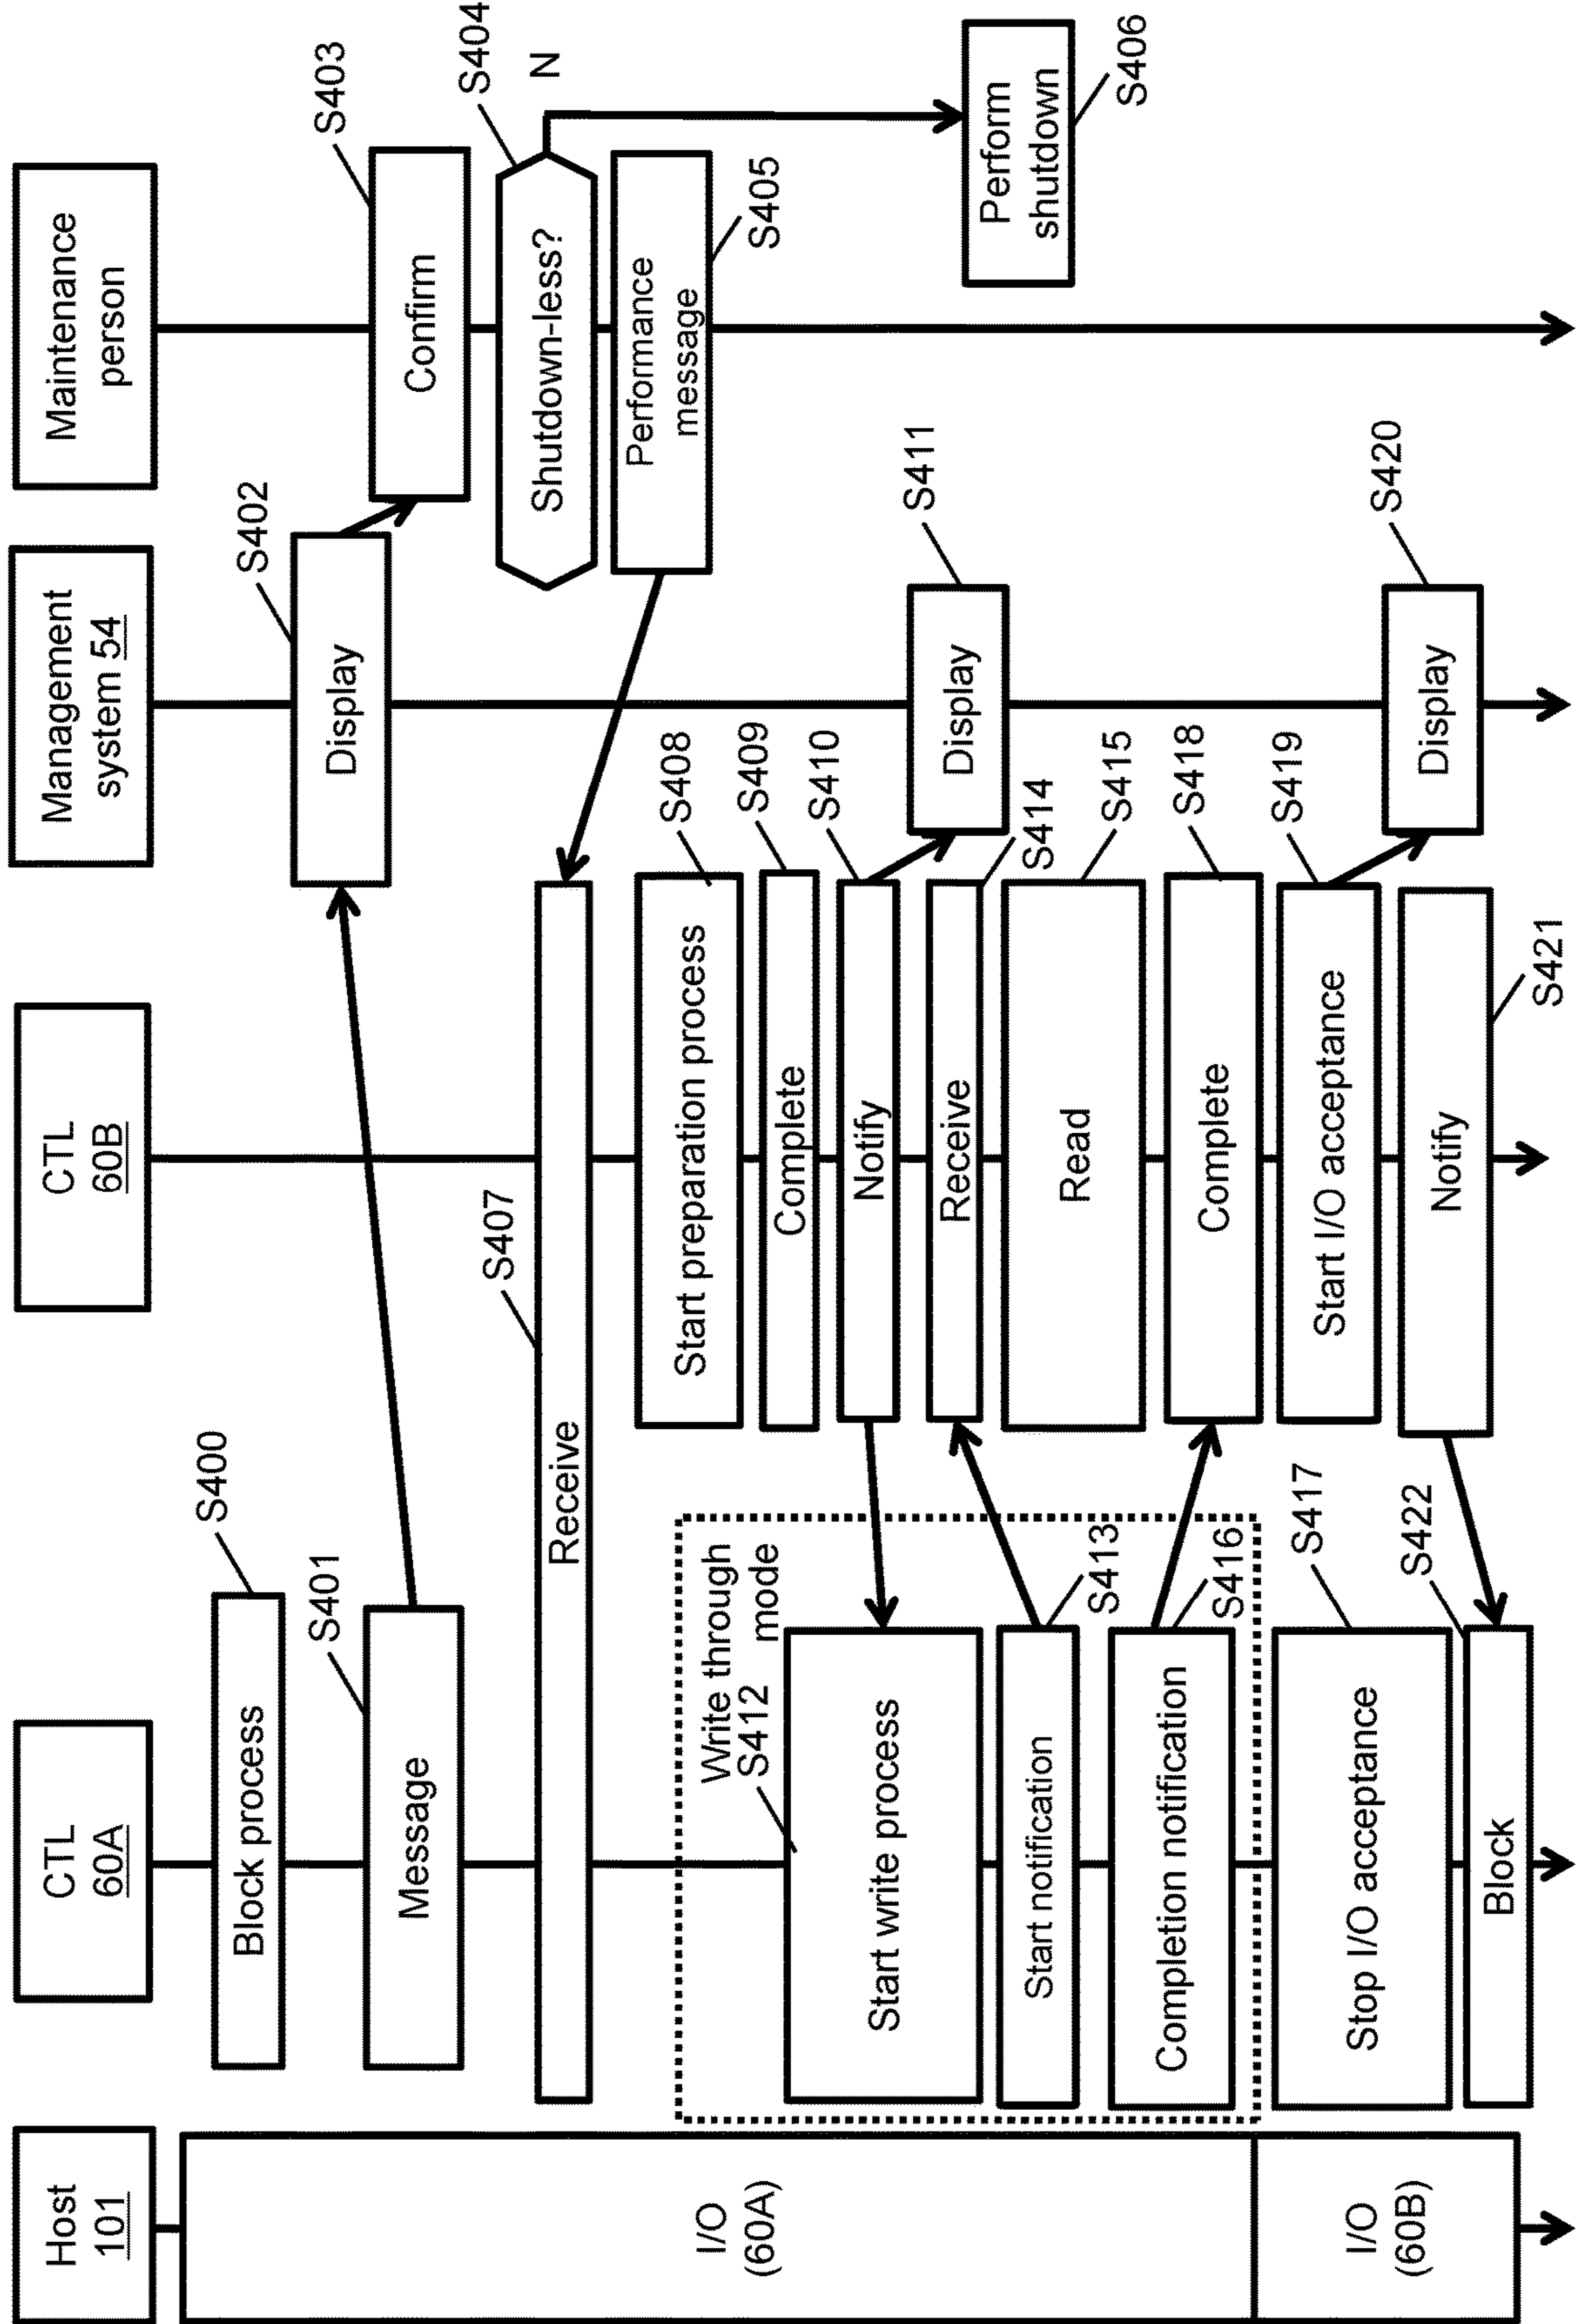 Host
101
CTL
60A
CTL
60B
Management
system 54
Maintenance
person
I/O
(60A)
I/O
(60B)
Block process
S400
Message
S401
Display
S402
Confirm
S403
Shutdown-less?
S404
N
Performance
message
S405
Perform
shutdown
S406
Receive
S407
Start preparation process
S408
Complete
S409
Notify
S410
Display
S411
Write through
mode
S412
Start write process
Start notification
S413
Receive
S414
Read
S415
Completion notification
S416
Stop I/O acceptance
S417
Complete
S418
Start I/O acceptance
S419
Display
S420
Notify
S421
Block
S422